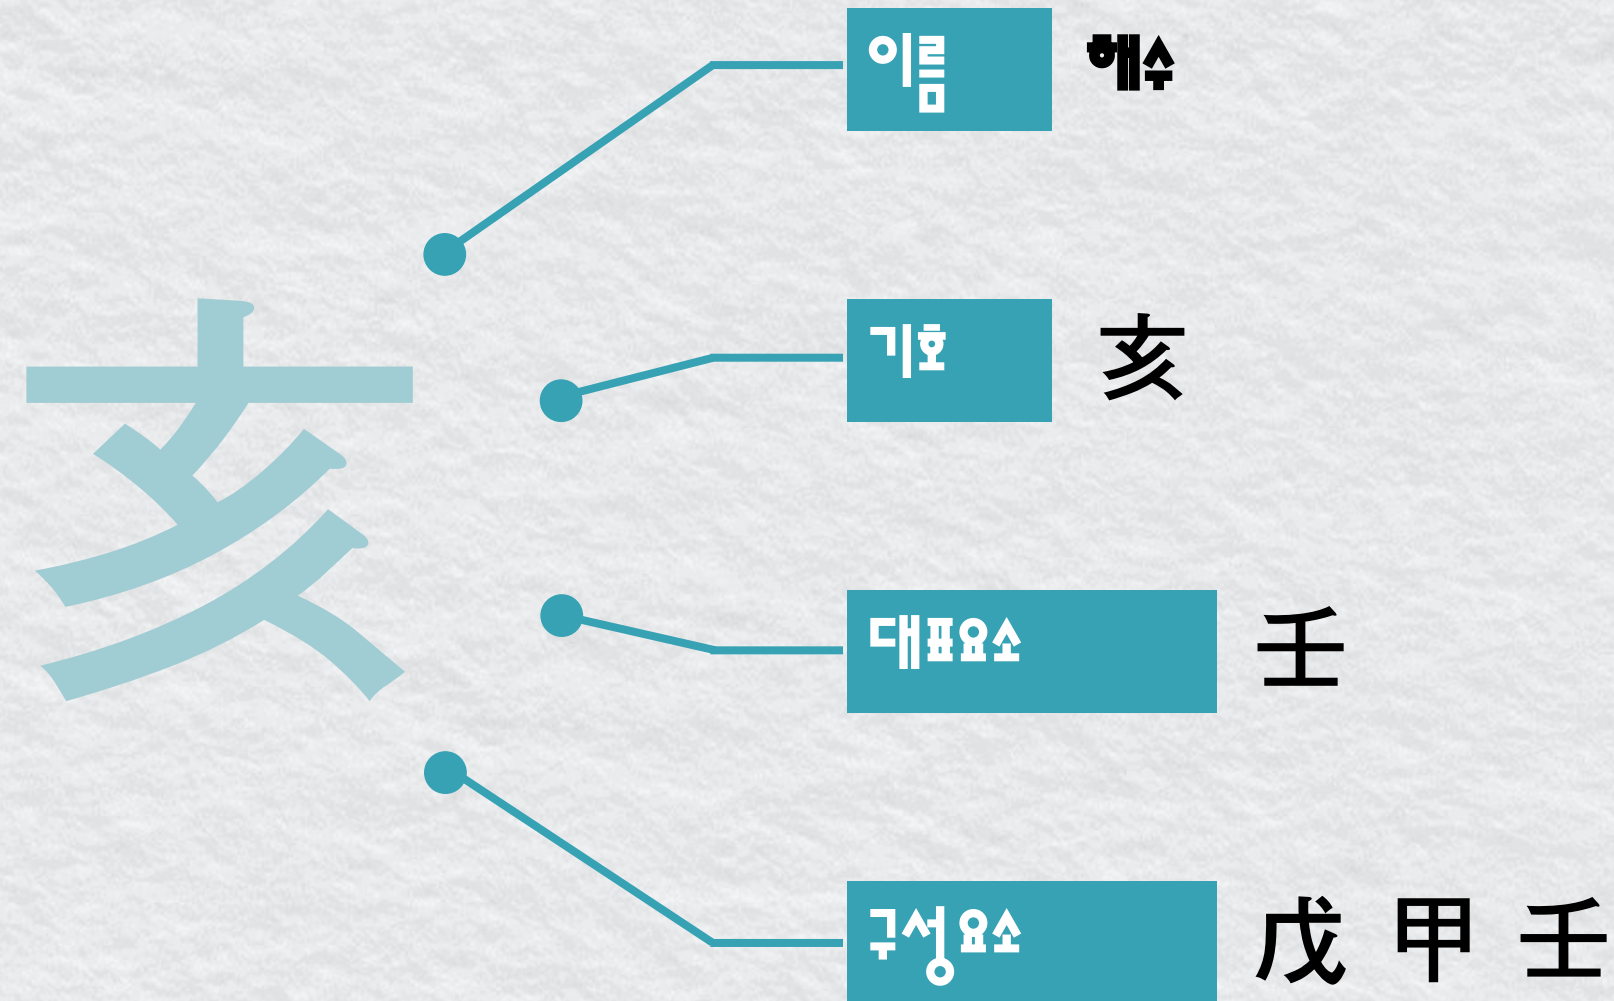 亥
이름 해수
기호 亥
대표요소 壬
구성요소 戊 甲 壬